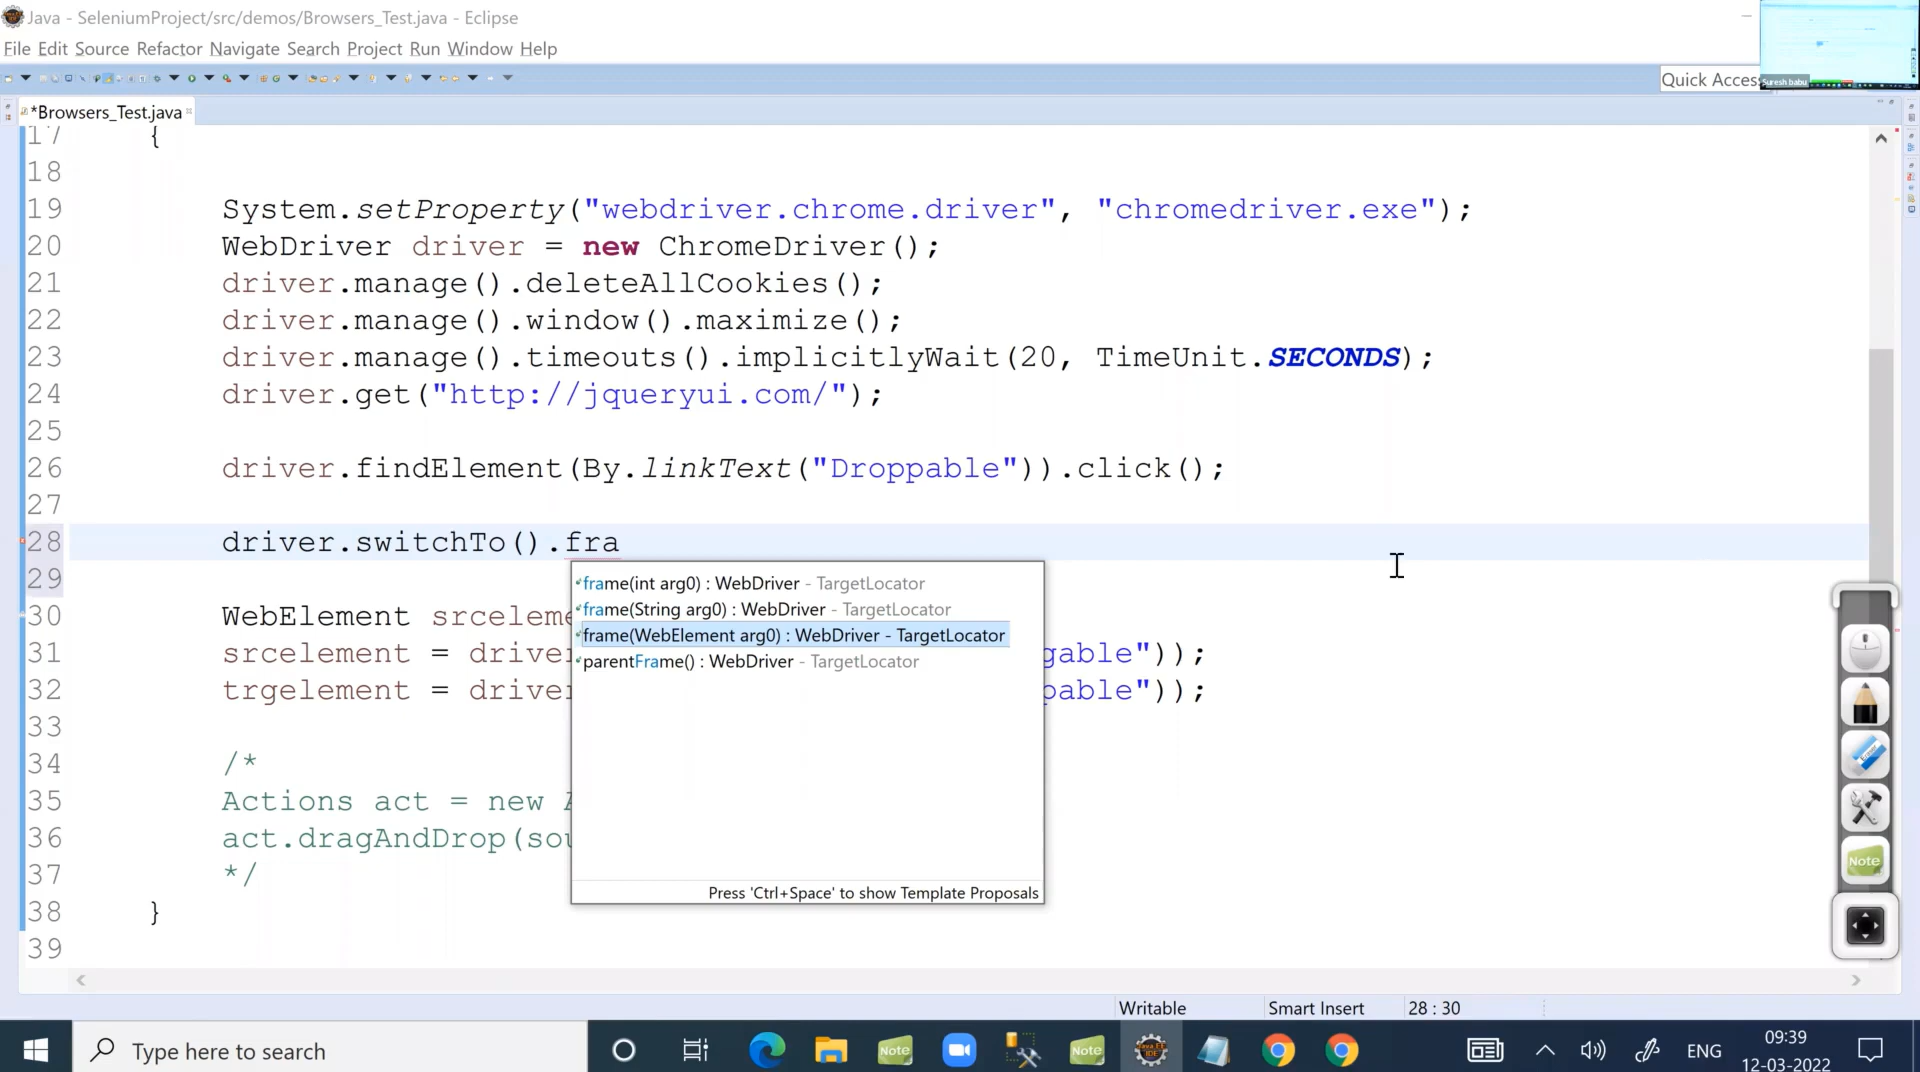 Java - SeleniumProject/src/demos/Browsers_Test.java - Eclipse
File Edit Source Refactor Navigate Search Project Run Window Help
Quick Access
Suresh babu
*Browsers_Test.java
17 {
18
19 System.setProperty("webdriver.chrome.driver", "chromedriver.exe");
20 WebDriver driver = new ChromeDriver();
21 driver.manage().deleteAllCookies();
22 driver.manage().window().maximize();
23 driver.manage().timeouts().implicitlyWait(20, TimeUnit.SECONDS);
24 driver.get("http://jqueryui.com/");
25
26 driver.findElement(By.linkText("Droppable")).click();
27
28 driver.switchTo().fra
29
frame(int arg0) : WebDriver - TargetLocator
frame(String arg0) : WebDriver - TargetLocator
frame(WebElement arg0) : WebDriver - TargetLocator
parentFrame() : WebDriver - TargetLocator
Press 'Ctrl+Space' to show Template Proposals
30 WebElement srceleme
31 srcelement = driver gable"));
32 trgelement = driver pable"));
33
34 /*
35 Actions act = new A
36 act.dragAndDrop(sou
37 */
38 }
39
Note
Writable Smart Insert 28 : 30
Type here to search
Note
Note
ENG
09:39
12-03-2022